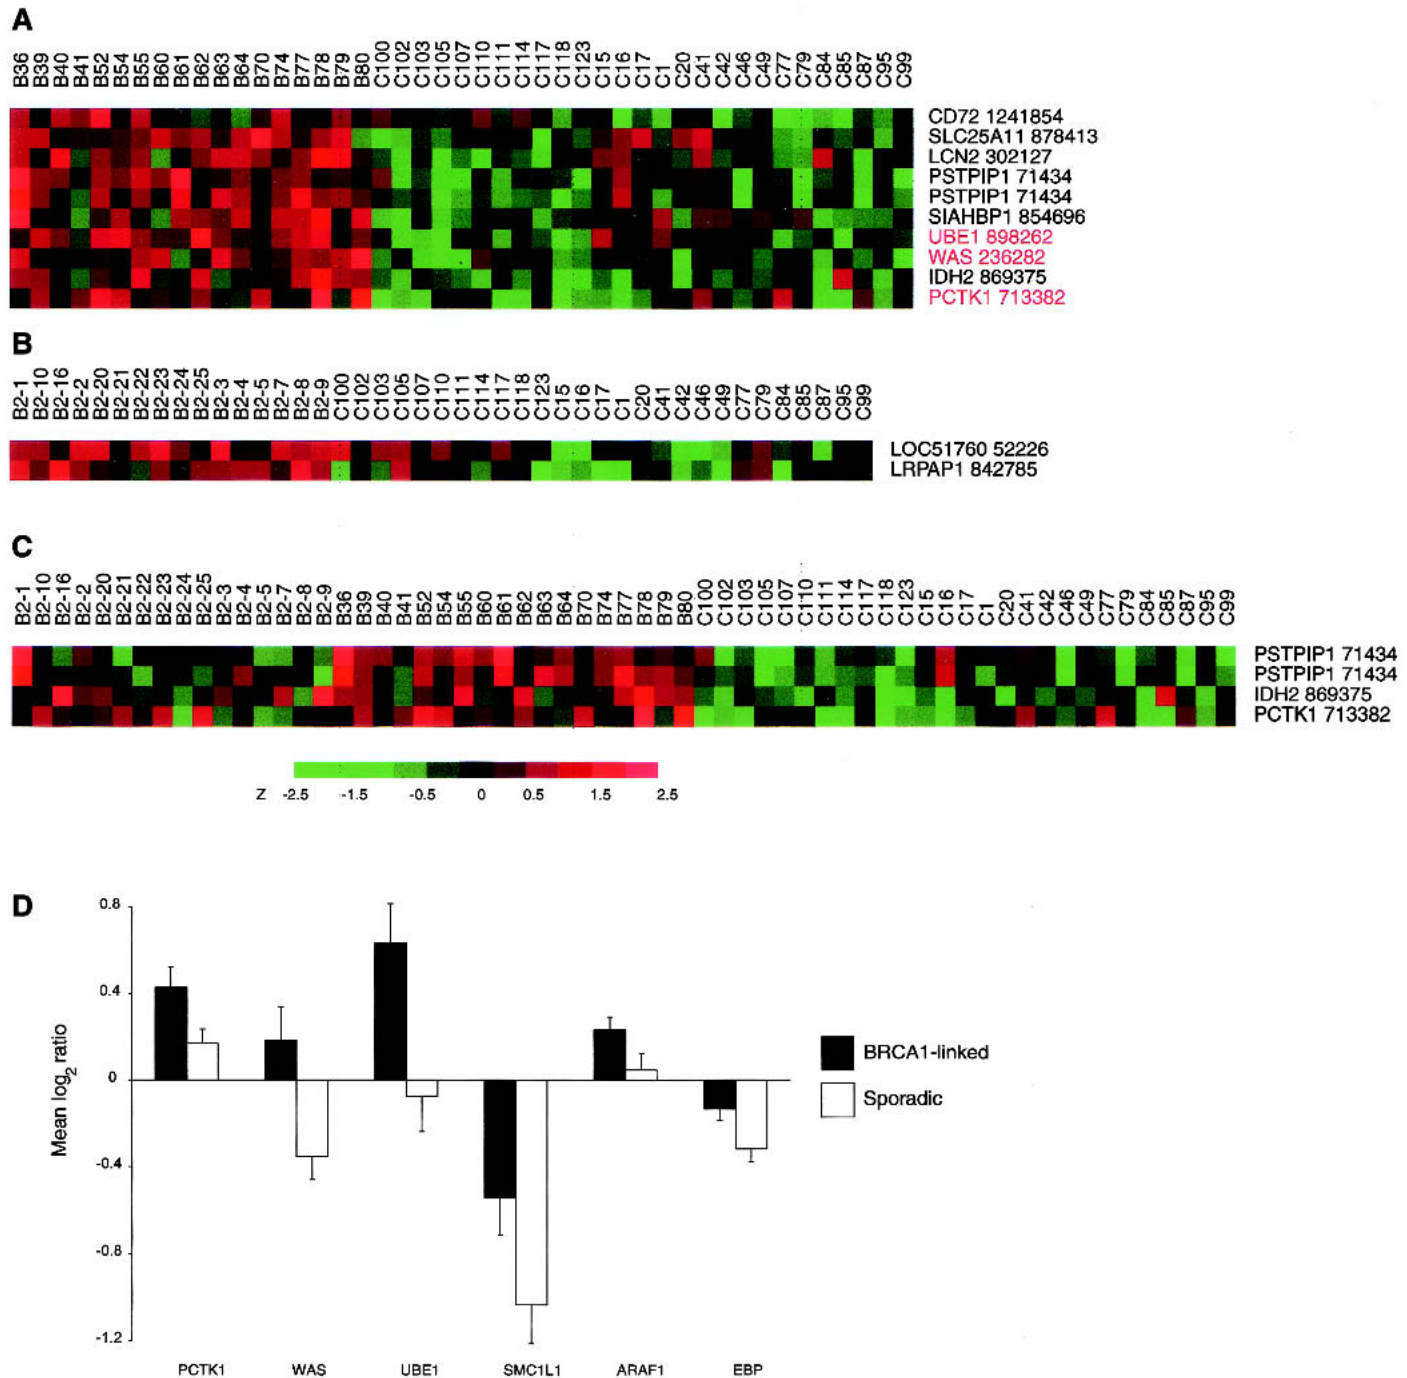 A
B36 B39 B40 B41 B52 B54 B55 B60 B61 B62 B63 B64 B70 B74 B77 B78 B79 B80 C100 C102 C103 C105 C107 C110 C111 C114 C117 C118 C123 C15 C16 C17 C1 C20 C41 C42 C46 C49 C77 C79 C84 C85 C87 C95 C99
CD72 1241854
SLC25A11 878413
LCN2 302127
PSTPIP1 71434
PSTPIP1 71434
SIAHBP1 854696
UBE1 898262
WAS 236282
IDH2 869375
PCTK1 713382
B
B2-1 B2-10 B2-16 B2-2 B2-20 B2-21 B2-22 B2-23 B2-24 B2-25 B2-3 B2-4 B2-5 B2-7 B2-8 B2-9 C100 C102 C103 C105 C107 C110 C111 C114 C117 C118 C123 C15 C16 C17 C1 C20 C41 C42 C46 C49 C77 C79 C84 C85 C87 C95 C99
LOC51760 52226
LRPAP1 842785
C
B2-1 B2-10 B2-16 B2-2 B2-20 B2-21 B2-22 B2-23 B2-24 B2-25 B2-3 B2-4 B2-5 B2-7 B2-8 B2-9 B36 B39 B40 B41 B52 B54 B55 B60 B61 B62 B63 B64 B70 B74 B77 B78 B79 B80 C100 C102 C103 C105 C107 C110 C111 C114 C117 C118 C123 C15 C16 C17 C1 C20 C41 C42 C46 C49 C77 C79 C84 C85 C87 C95 C99
PSTPIP1 71434
PSTPIP1 71434
IDH2 869375
PCTK1 713382
Z -2.5 -1.5 -0.5 0 0.5 1.5 2.5
D
Mean log2 ratio
0.8
0.4
0
-0.4
-0.8
-1.2
BRCA1-linked
Sporadic
PCTK1 WAS UBE1 SMC1L1 ARAF1 EBP